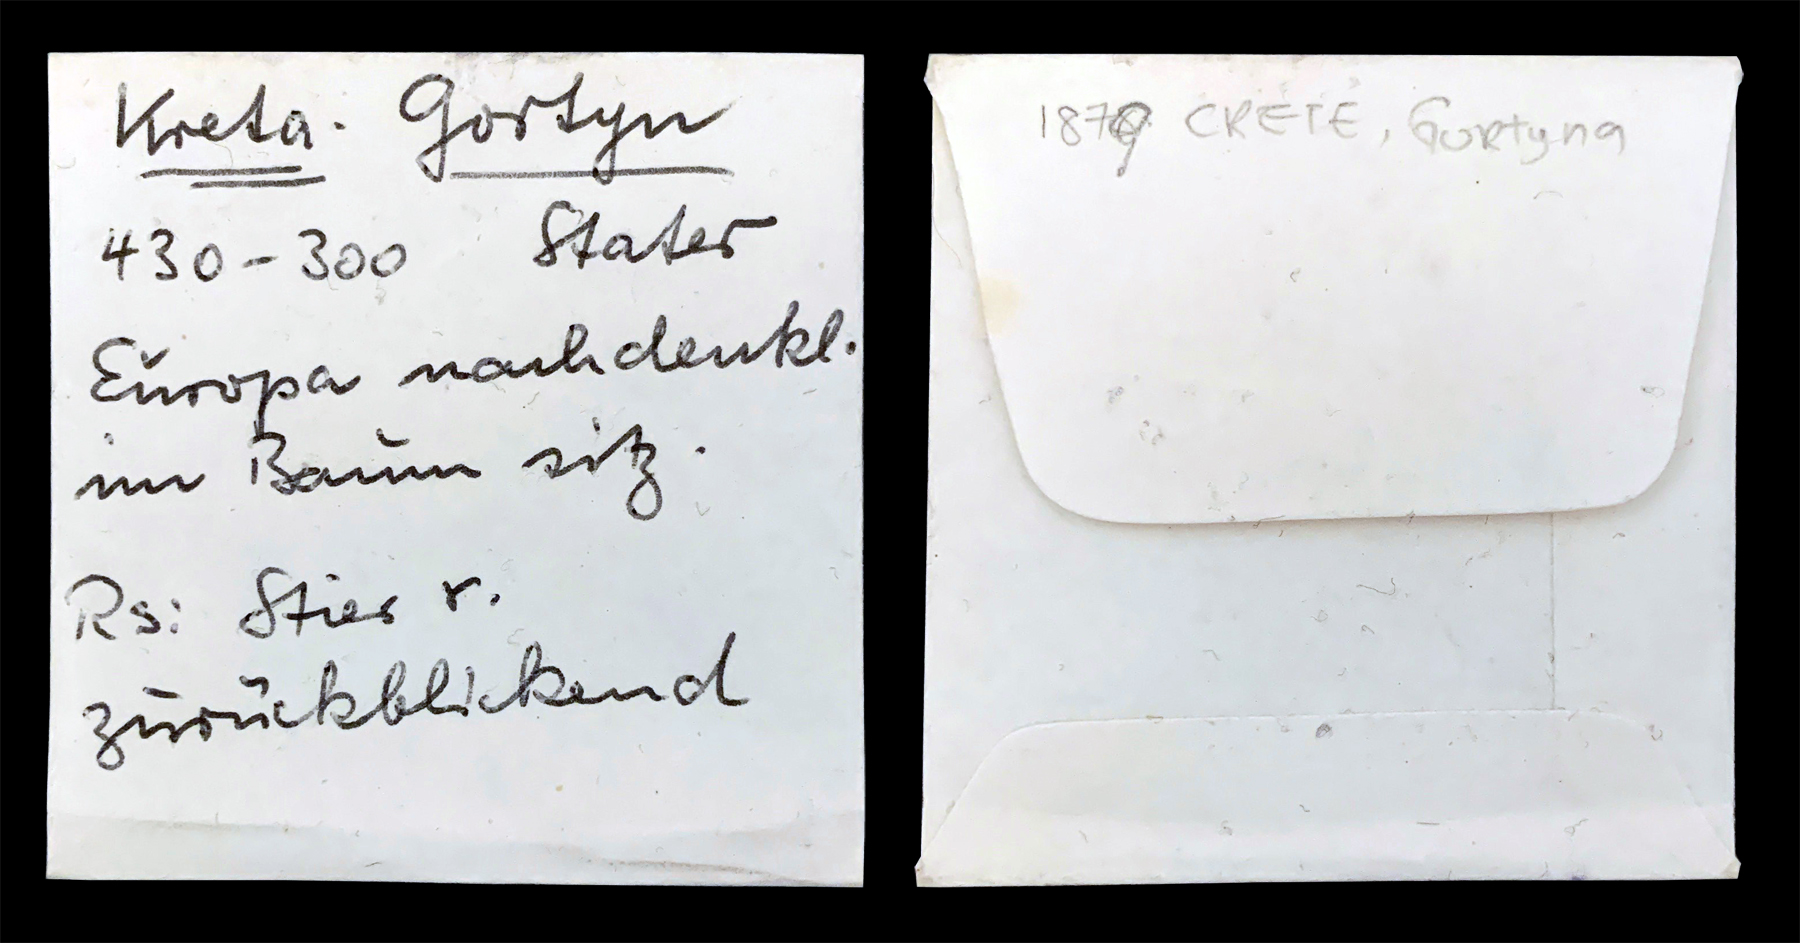 Kreta. Gortyn
430-300 Stater
Europa nachdenkl.
im Baum sitz.
Rs: Stier r.
zurückblickend
CRETE, Gortyna